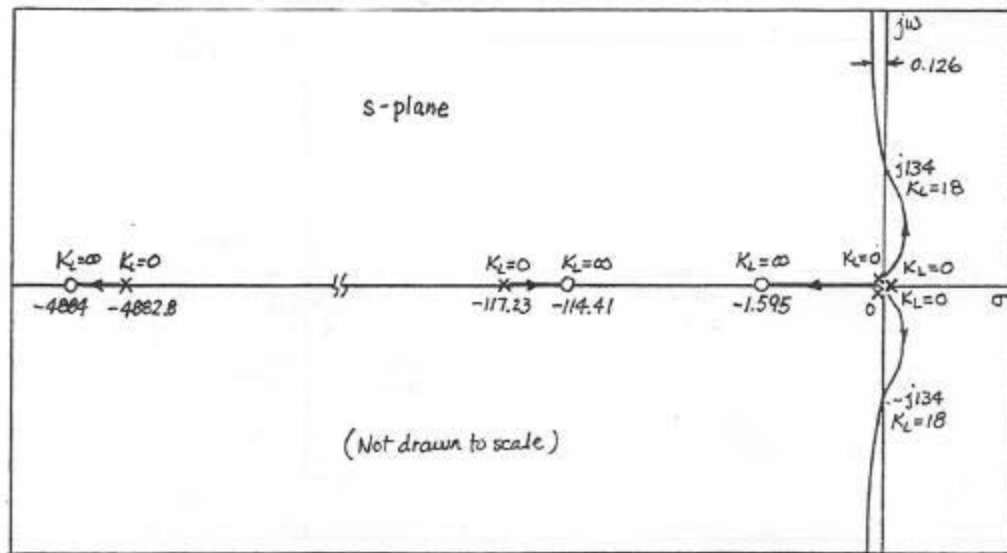 jω
0.126
s-plane
j134
K_L=18
K_L=∞ K_L=0 K_L=0 K_L=∞ K_L=∞ K_L=0 K_L=0
-4884 -4882.8 -117.23 -114.41 -1.595 0 K_L=0 σ
-j134
K_L=18
(Not drawn to scale)